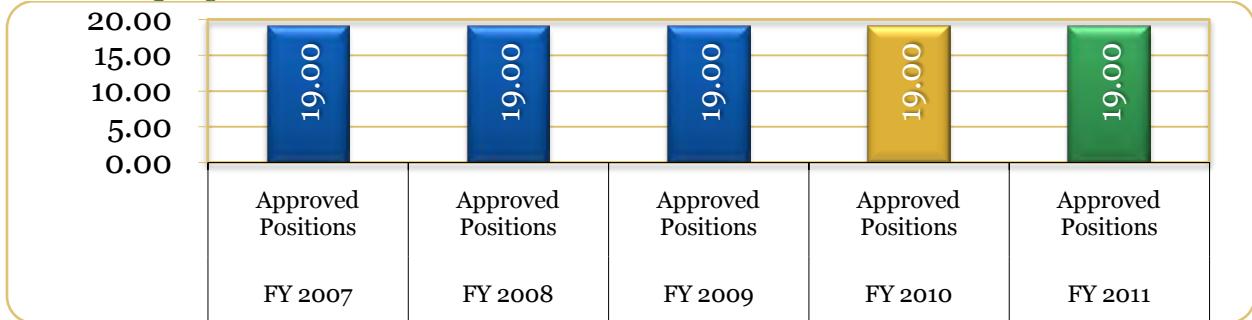 20.00
15.00
10.00
5.00
0.00
19.00 19.00 19.00 19.00 19.00
Approved Approved Approved Approved Approved
Positions Positions Positions Positions Positions
FY 2007 FY 2008 FY 2009 FY 2010 FY 2011